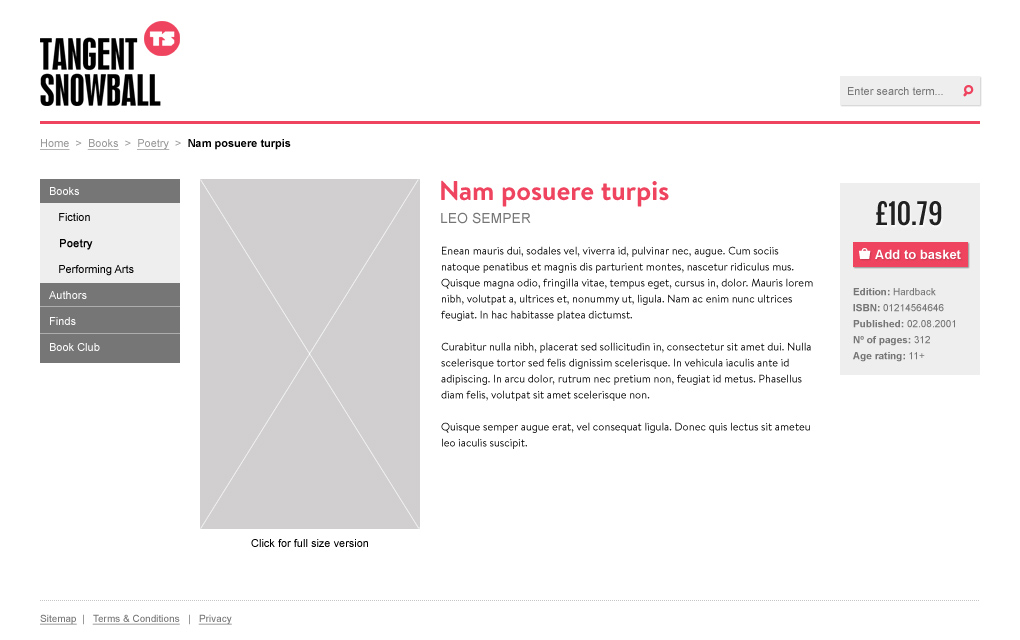 TANGENT
TS
SNOWBALL
Enter search term...
Home > Books > Poetry > Nam posuere turpis
Books
Fiction
Poetry
Performing Arts
Authors
Finds
Book Club
Click for full size version
Nam posuere turpis
LEO SEMPER
Enean mauris dui, sodales vel, viverra id, pulvinar nec, augue. Cum sociis
natoque penatibus et magnis dis parturient montes, nascetur ridiculus mus.
Quisque magna odio, fringilla vitae, tempus eget, cursus in, dolor. Mauris lorem
nibh, volutpat a, ultrices et, nonummy ut, ligula. Nam ac enim nunc ultrices
feugiat. In hac habitasse platea dictumst.
Curabitur nulla nibh, placerat sed sollicitudin in, consectetur sit amet dui. Nulla
scelerisque tortor sed felis dignissim scelerisque. In vehicula iaculis ante id
adipiscing. In arcu dolor, rutrum nec pretium non, feugiat id metus. Phasellus
diam felis, volutpat sit amet scelerisque non.
Quisque semper augue erat, vel consequat ligula. Donec quis lectus sit ameteu
leo iaculis suscipit.
£10.79
Add to basket
Edition: Hardback
ISBN: 01214564646
Published: 02.08.2001
Nº of pages: 312
Age rating: 11+
Sitemap | Terms & Conditions | Privacy